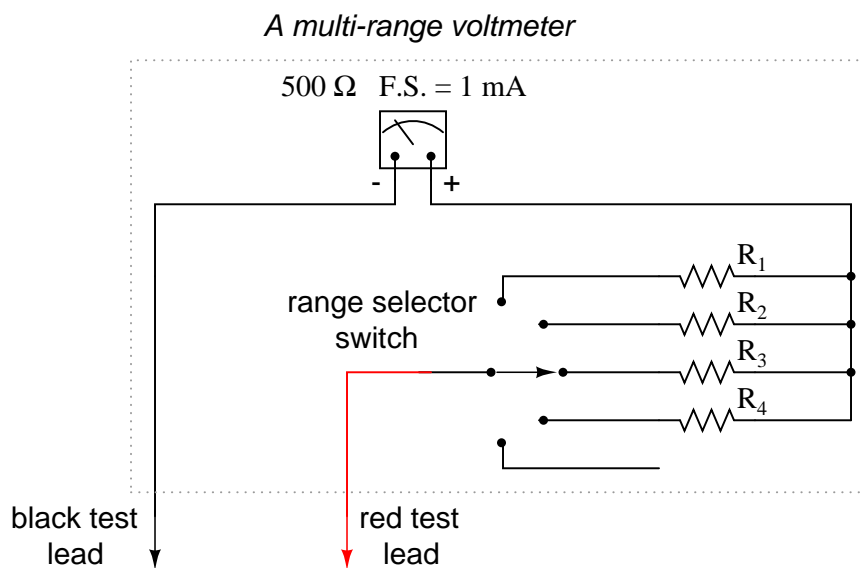 A multi-range voltmeter
500 Ω F.S. = 1 mA
- +
R1
range selector
switch
R2
R3
R4
black test
lead
red test
lead